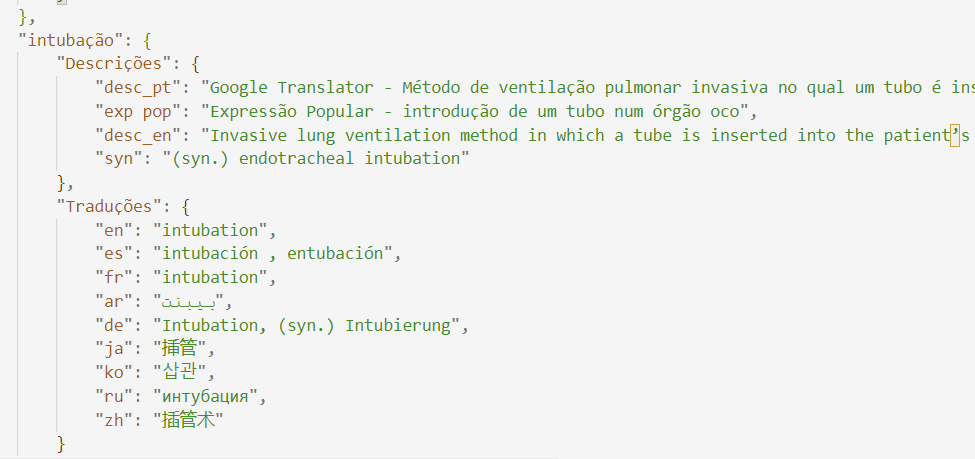 },
"intubação": {
"Descrições": {
"desc_pt": "Google Translator - Método de ventilação pulmonar invasiva no qual um tubo é ins
"exp pop": "Expressão Popular - introdução de um tubo num órgão oco",
"desc_en": "Invasive lung ventilation method in which a tube is inserted into the patient’s
"syn": "(syn.) endotracheal intubation"
},
"Traduções": {
"en": "intubation",
"es": "intubación , entubación",
"fr": "intubation",
"ar": "بيبنت",
"de": "Intubation, (syn.) Intubierung",
"ja": "挿管",
"ko": "삽관",
"ru": "интубация",
"zh": "插管术"
}